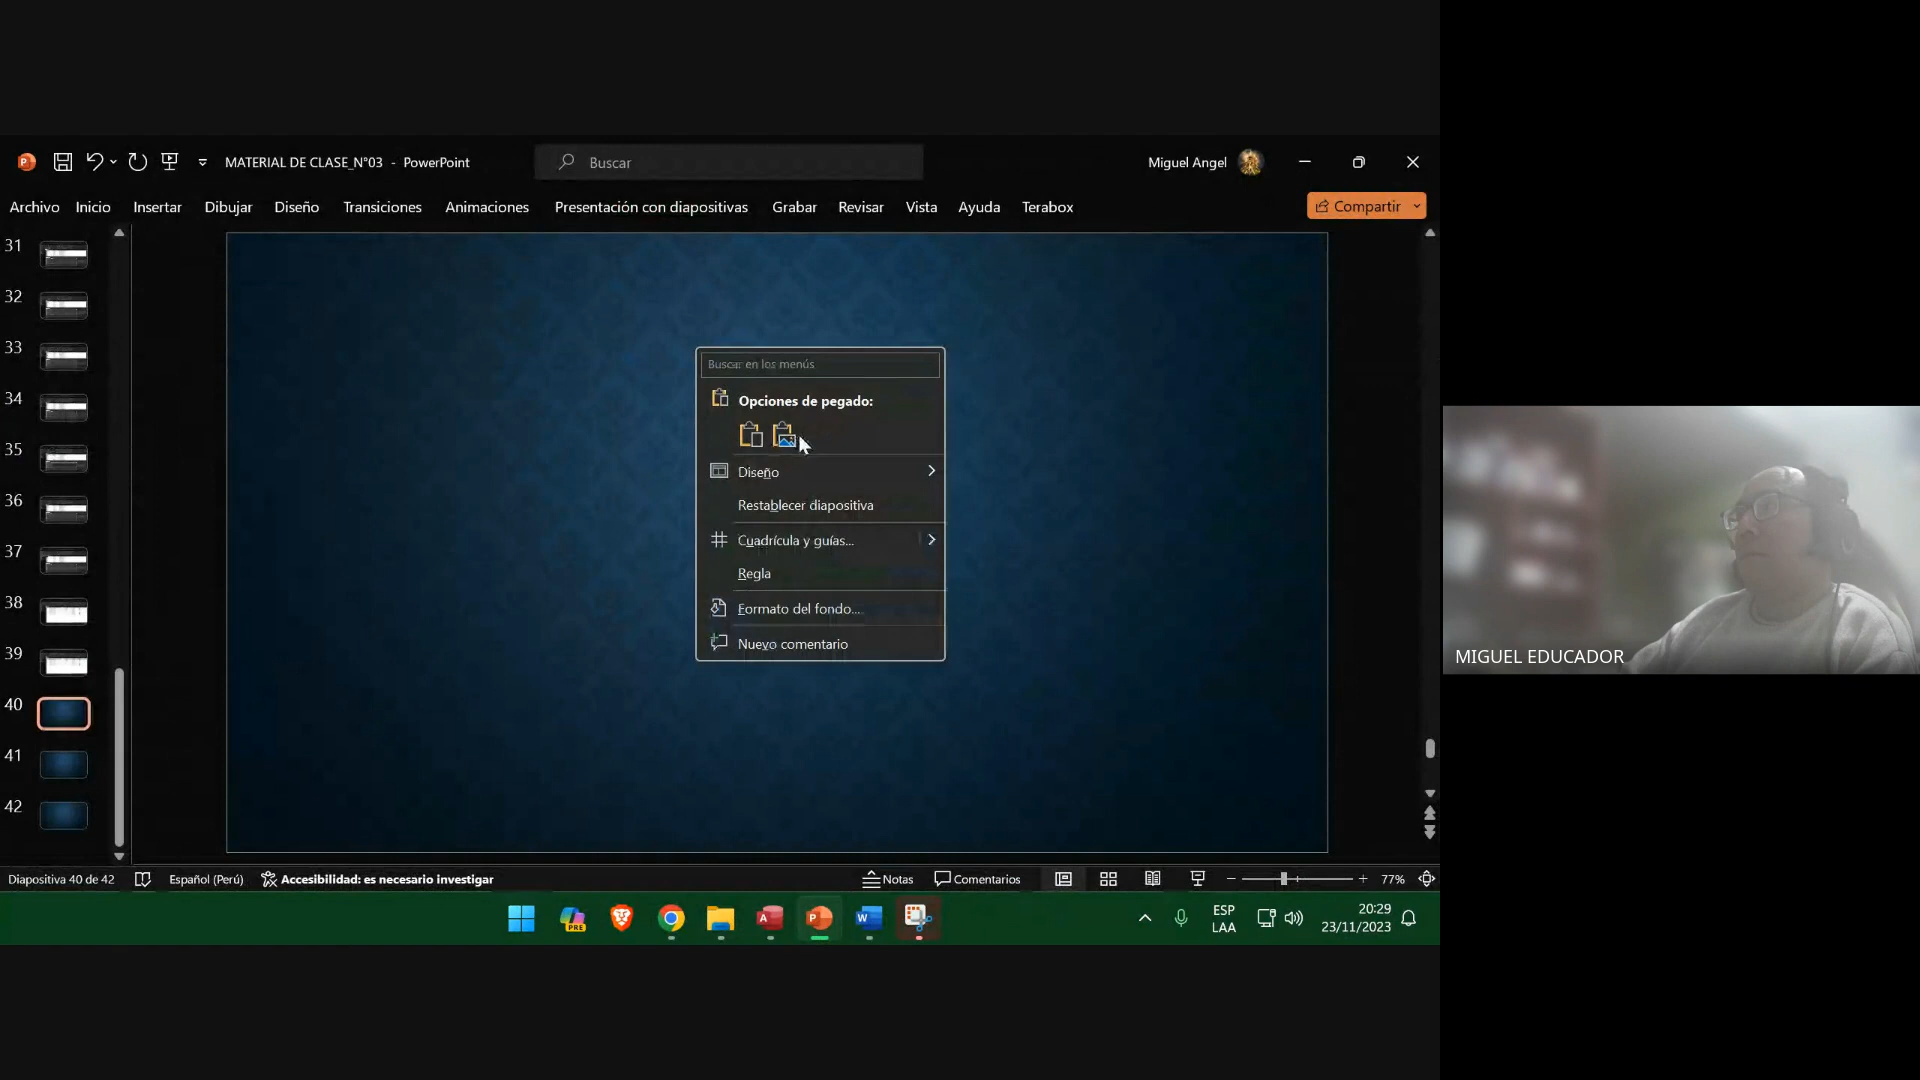 MATERIAL DE CLASE_N°03 - PowerPoint
Buscar
Miguel Angel
Archivo Inicio Insertar Dibujar Diseño Transiciones Animaciones Presentación con diapositivas Grabar Revisar Vista Ayuda Terabox
Compartir
31
32
33
34
35
36
37
38
39
40
41
42
Buscar en los menús
Opciones de pegado:
Diseño
Restablecer diapositiva
Cuadrícula y guías...
Regla
Formato del fondo...
Nuevo comentario
MIGUEL EDUCADOR
Diapositiva 40 de 42
Español (Perú)
Accesibilidad: es necesario investigar
Notas
Comentarios
77%
PRE
ESP
LAA
20:29
23/11/2023